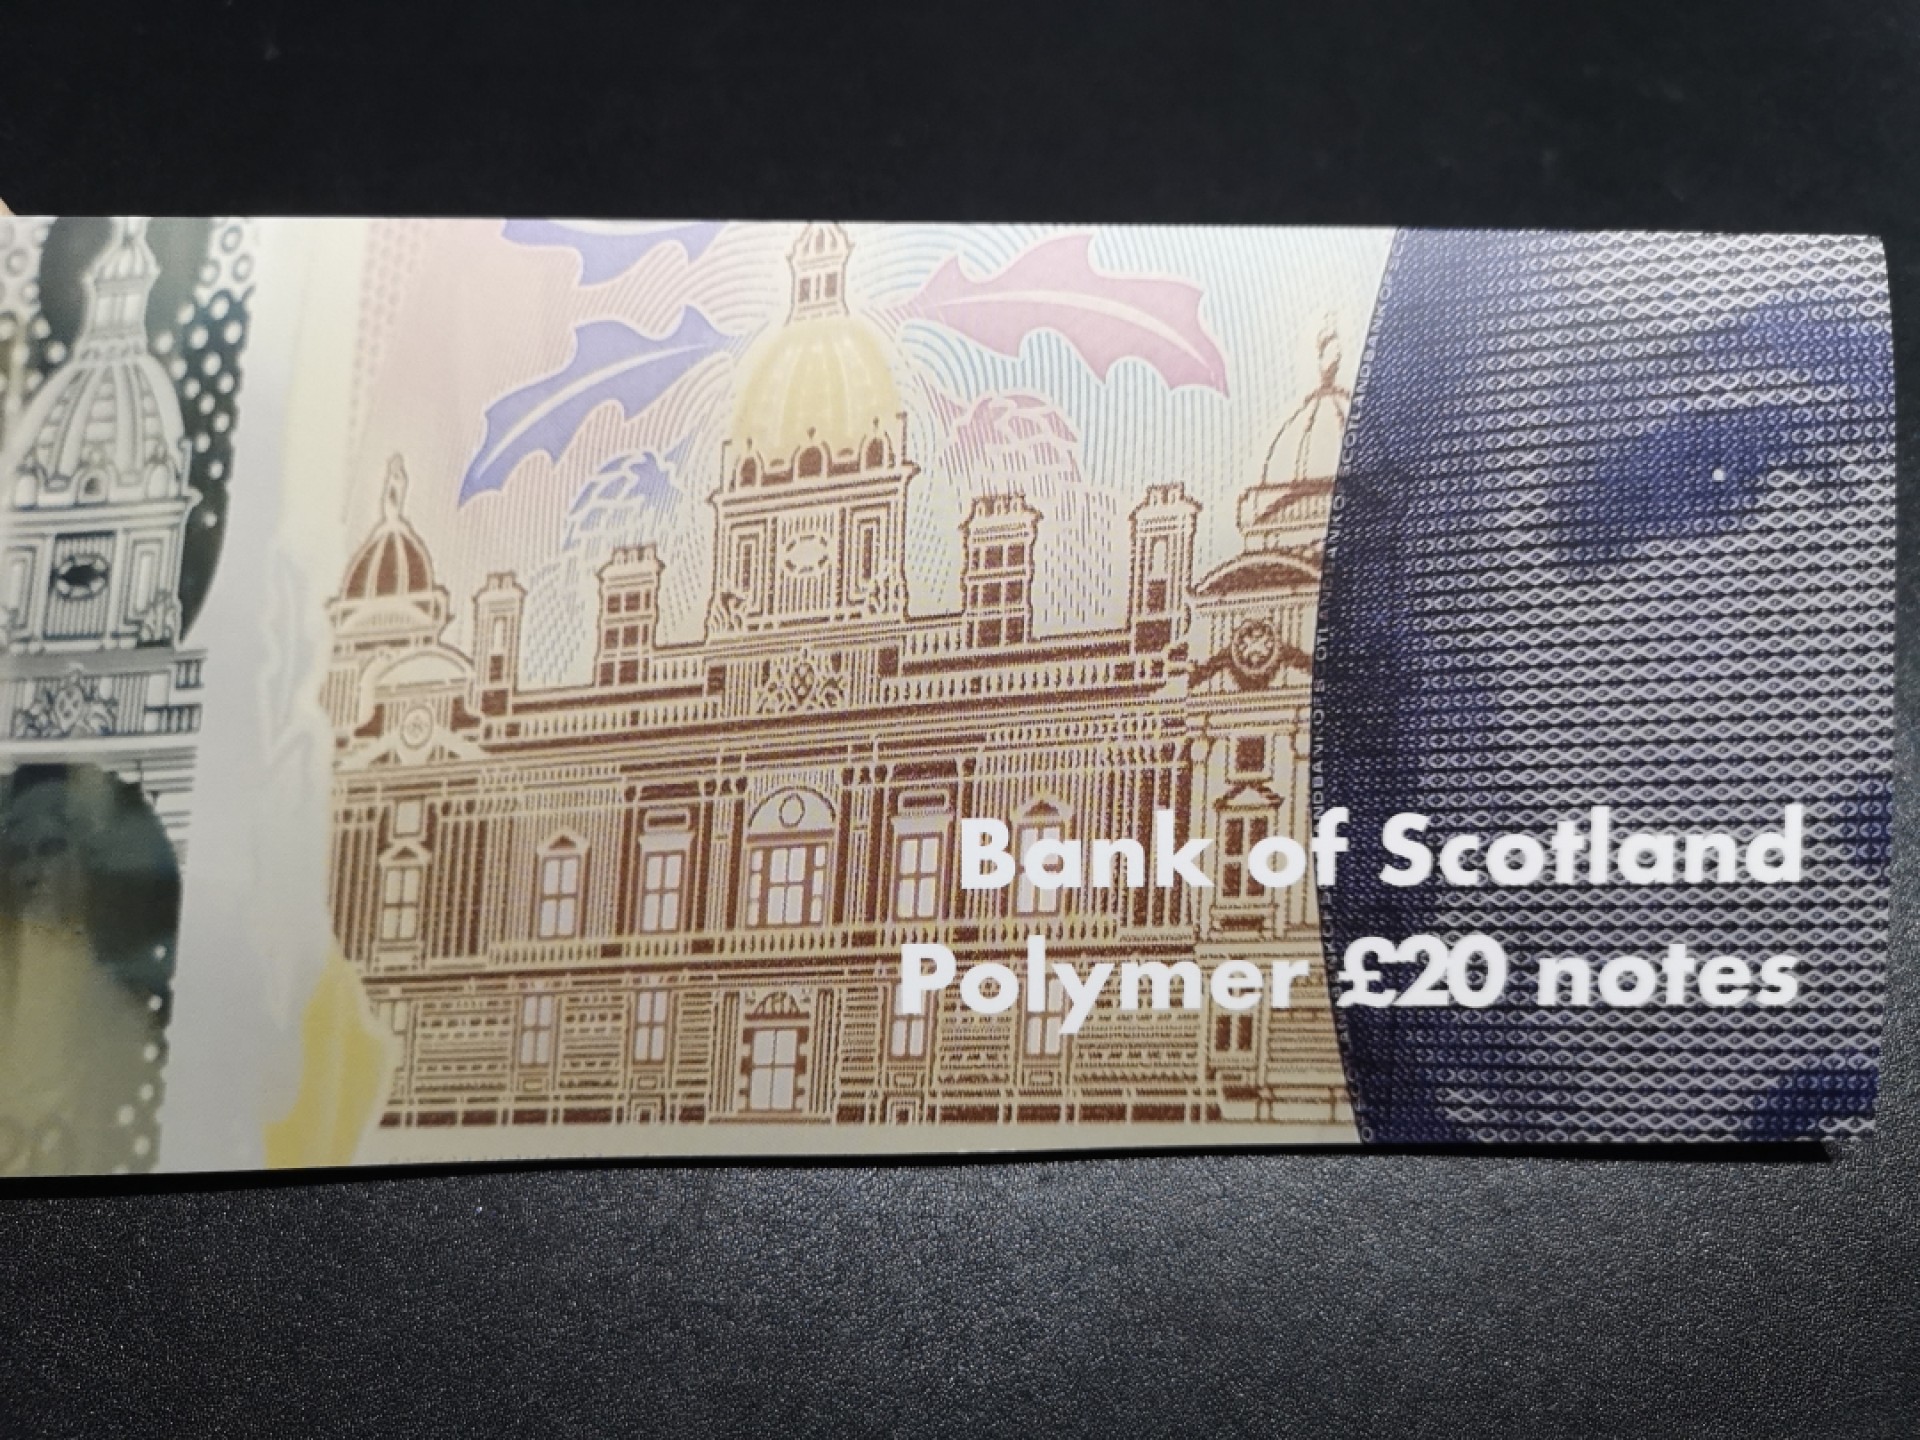 Bank of Scotland
Polymer £20 notes